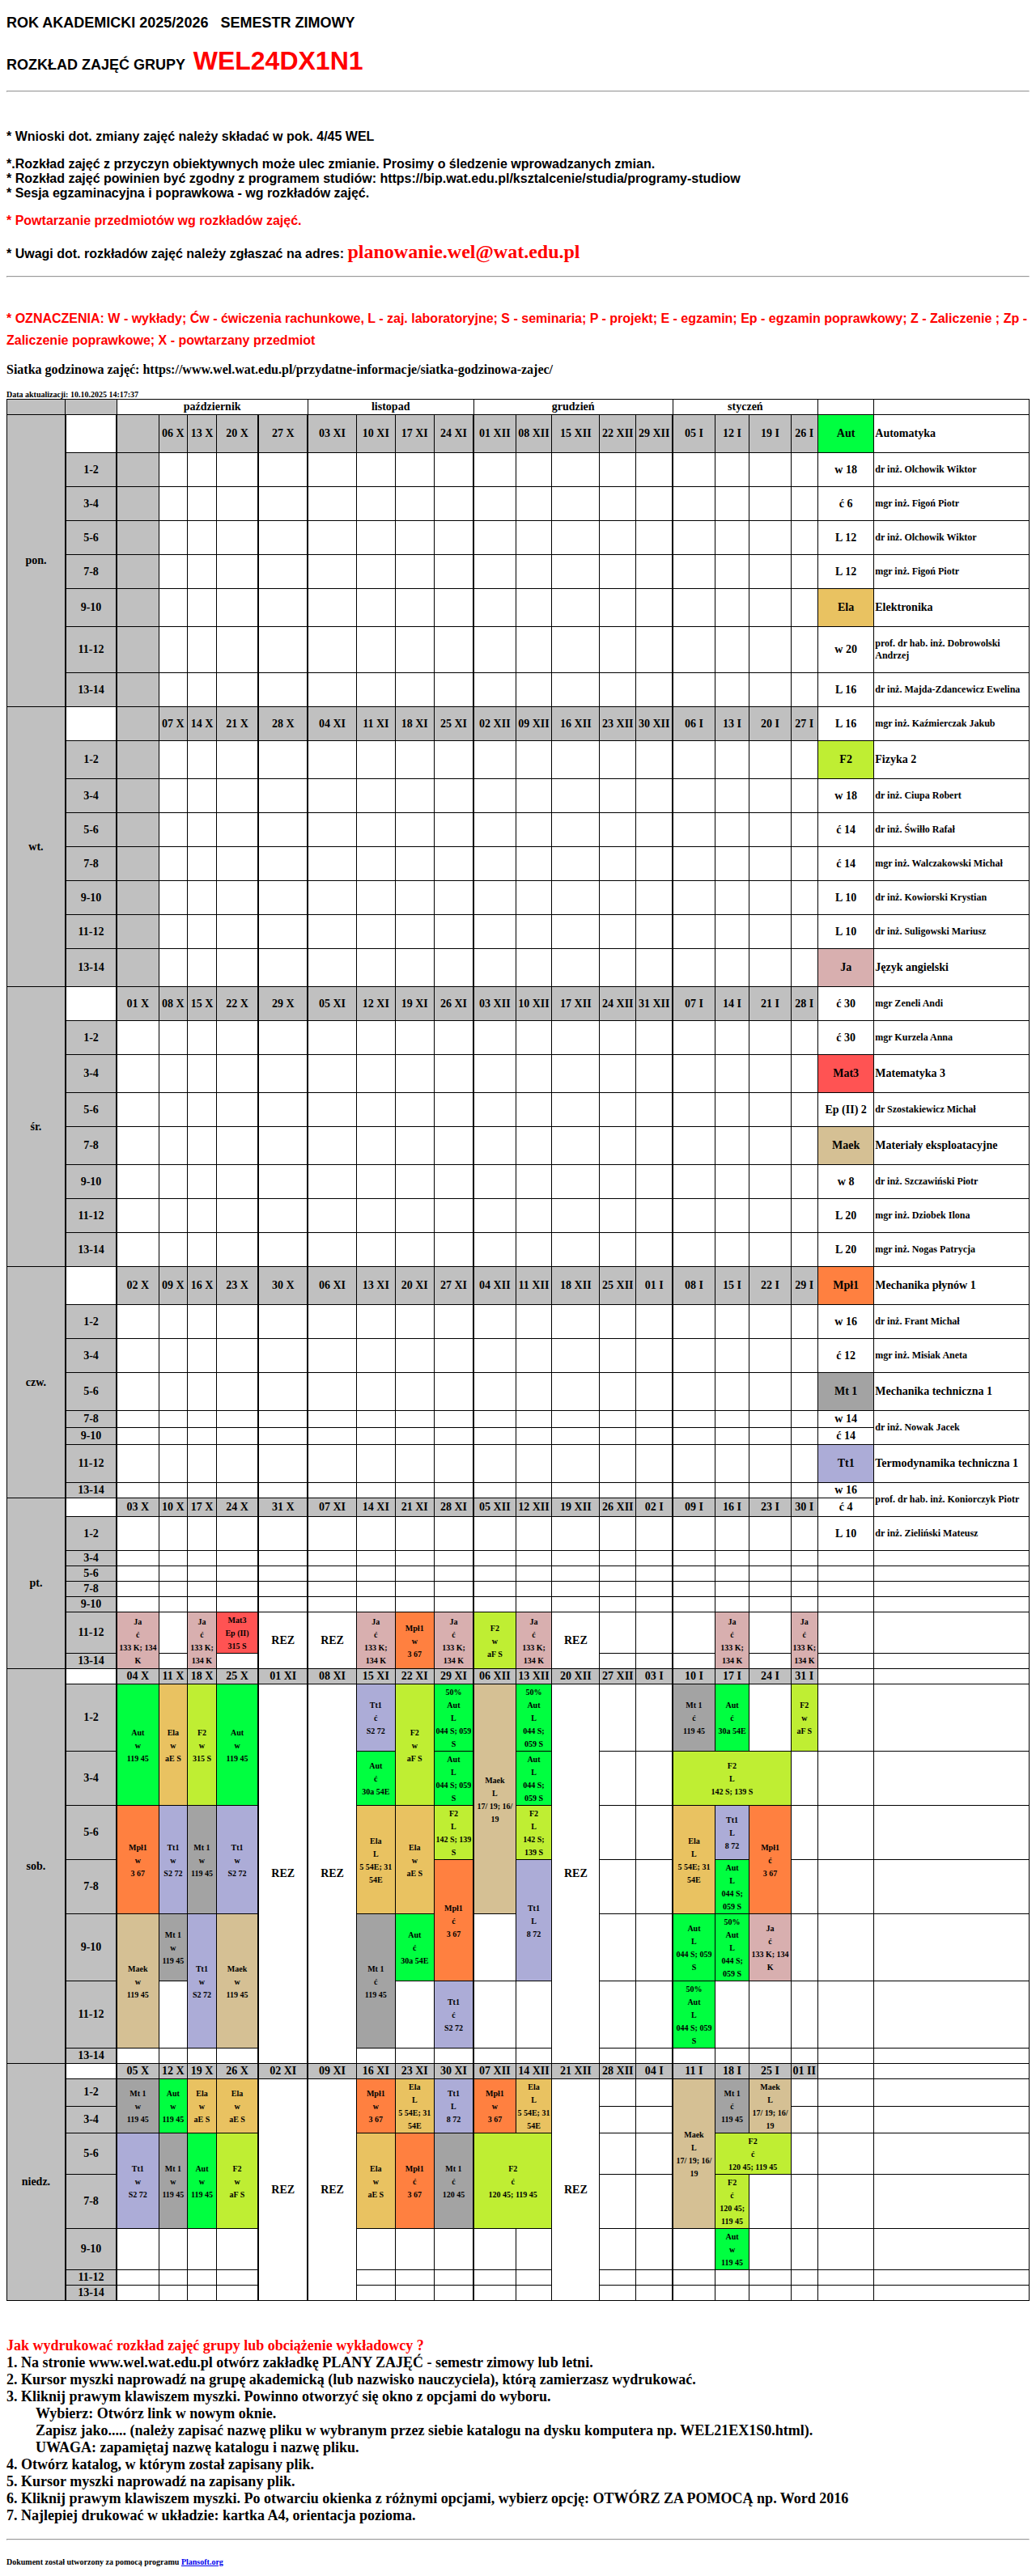 ROK AKADEMICKI 2025/2026 SEMESTR ZIMOWY
ROZKŁAD ZAJĘĆ GRUPY WEL24DX1N1
* Wnioski dot. zmiany zajęć należy składać w pok. 4/45 WEL
*.Rozkład zajęć z przyczyn obiektywnych może ulec zmianie. Prosimy o śledzenie wprowadzanych zmian.
* Rozkład zajęć powinien być zgodny z programem studiów: https://bip.wat.edu.pl/ksztalcenie/studia/programy-studiow
* Sesja egzaminacyjna i poprawkowa - wg rozkładów zajęć.
* Powtarzanie przedmiotów wg rozkładów zajęć.
* Uwagi dot. rozkładów zajęć należy zgłaszać na adres: planowanie.wel@wat.edu.pl
* OZNACZENIA: W - wykłady; Ćw - ćwiczenia rachunkowe, L - zaj. laboratoryjne; S - seminaria; P - projekt; E - egzamin; Ep - egzamin poprawkowy; Z - Zaliczenie ; Zp -
Zaliczenie poprawkowe; X - powtarzany przedmiot
Siatka godzinowa zajęć: https://www.wel.wat.edu.pl/przydatne-informacje/siatka-godzinowa-zajec/
Data aktualizacji: 10.10.2025 14:17:37
październik listopad grudzień styczeń
pon. 06 X 13 X 20 X 27 X 03 XI 10 XI 17 XI 24 XI 01 XII 08 XII 15 XII 22 XII 29 XII 05 I 12 I 19 I 26 I Aut Automatyka
1-2 w 18 dr inż. Olchowik Wiktor
3-4 ć 6 mgr inż. Figoń Piotr
5-6 L 12 dr inż. Olchowik Wiktor
7-8 L 12 mgr inż. Figoń Piotr
9-10 Ela Elektronika
11-12 w 20 prof. dr hab. inż. Dobrowolski Andrzej
13-14 L 16 dr inż. Majda-Zdancewicz Ewelina
wt. 07 X 14 X 21 X 28 X 04 XI 11 XI 18 XI 25 XI 02 XII 09 XII 16 XII 23 XII 30 XII 06 I 13 I 20 I 27 I L 16 mgr inż. Kaźmierczak Jakub
1-2 F2 Fizyka 2
3-4 w 18 dr inż. Ciupa Robert
5-6 ć 14 dr inż. Świłło Rafał
7-8 ć 14 mgr inż. Walczakowski Michał
9-10 L 10 dr inż. Kowiorski Krystian
11-12 L 10 dr inż. Suligowski Mariusz
13-14 Ja Język angielski
śr. 01 X 08 X 15 X 22 X 29 X 05 XI 12 XI 19 XI 26 XI 03 XII 10 XII 17 XII 24 XII 31 XII 07 I 14 I 21 I 28 I ć 30 mgr Zeneli Andi
1-2 ć 30 mgr Kurzela Anna
3-4 Mat3 Matematyka 3
5-6 Ep (II) 2 dr Szostakiewicz Michał
7-8 Maek Materiały eksploatacyjne
9-10 w 8 dr inż. Szczawiński Piotr
11-12 L 20 mgr inż. Dziobek Ilona
13-14 L 20 mgr inż. Nogas Patrycja
czw. 02 X 09 X 16 X 23 X 30 X 06 XI 13 XI 20 XI 27 XI 04 XII 11 XII 18 XII 25 XII 01 I 08 I 15 I 22 I 29 I Mpł1 Mechanika płynów 1
1-2 w 16 dr inż. Frant Michał
3-4 ć 12 mgr inż. Misiak Aneta
5-6 Mt 1 Mechanika techniczna 1
7-8 w 14 dr inż. Nowak Jacek
9-10 ć 14
11-12 Tt1 Termodynamika techniczna 1
13-14 w 16 prof. dr hab. inż. Koniorczyk Piotr
pt. 03 X 10 X 17 X 24 X 31 X 07 XI 14 XI 21 XI 28 XI 05 XII 12 XII 19 XII 26 XII 02 I 09 I 16 I 23 I 30 I ć 4
1-2 L 10 dr inż. Zieliński Mateusz
3-4
5-6
7-8
9-10
11-12 Ja ć 133 K; 134 K Ja ć 133 K; 134 K Mat3 Ep (II) 315 S REZ REZ Ja ć 133 K; 134 K Mpł1 w 3 67 Ja ć 133 K; 134 K F2 w aF S Ja ć 133 K; 134 K REZ Ja ć 133 K; 134 K Ja ć 133 K; 134 K
13-14
sob. 04 X 11 X 18 X 25 X 01 XI 08 XI 15 XI 22 XI 29 XI 06 XII 13 XII 20 XII 27 XII 03 I 10 I 17 I 24 I 31 I
1-2 Aut w 119 45 Ela w aE S F2 w 315 S Aut w 119 45 REZ REZ Tt1 ć S2 72 F2 w aF S 50% Aut L 044 S; 059 S Maek L 17/ 19; 16/ 19 50% Aut L 044 S; 059 S REZ Mt 1 ć 119 45 Aut ć 30a 54E F2 w aF S
3-4 Aut ć 30a 54E Aut L 044 S; 059 S Aut L 044 S; 059 S F2 L 142 S; 139 S
5-6 Mpł1 w 3 67 Tt1 w S2 72 Mt 1 w 119 45 Tt1 w S2 72 Ela L 5 54E; 31 54E Ela w aE S F2 L 142 S; 139 S F2 L 142 S; 139 S Ela L 5 54E; 31 54E Tt1 L 8 72 Mpł1 ć 3 67
7-8 Mpł1 ć 3 67 Tt1 L 8 72 Aut L 044 S; 059 S
9-10 Maek w 119 45 Mt 1 w 119 45 Tt1 w S2 72 Maek w 119 45 Mt 1 ć 119 45 Aut ć 30a 54E Aut L 044 S; 059 S 50% Aut L 044 S; 059 S Ja ć 133 K; 134 K
11-12 Tt1 ć S2 72 50% Aut L 044 S; 059 S
13-14
niedz. 05 X 12 X 19 X 26 X 02 XI 09 XI 16 XI 23 XI 30 XI 07 XII 14 XII 21 XII 28 XII 04 I 11 I 18 I 25 I 01 II
1-2 Mt 1 w 119 45 Aut w 119 45 Ela w aE S Ela w aE S REZ REZ Mpł1 w 3 67 Ela L 5 54E; 31 54E Tt1 L 8 72 Mpł1 w 3 67 Ela L 5 54E; 31 54E REZ Maek L 17/ 19; 16/ 19 Mt 1 ć 119 45 Maek L 17/ 19; 16/ 19
3-4
5-6 Tt1 w S2 72 Mt 1 w 119 45 Aut w 119 45 F2 w aF S Ela w aE S Mpł1 ć 3 67 Mt 1 ć 120 45 F2 ć 120 45; 119 45 F2 ć 120 45; 119 45
7-8 F2 ć 120 45; 119 45
9-10 Aut w 119 45
11-12
13-14
Jak wydrukować rozkład zajęć grupy lub obciążenie wykładowcy ?
1. Na stronie www.wel.wat.edu.pl otwórz zakładkę PLANY ZAJĘĆ - semestr zimowy lub letni.
2. Kursor myszki naprowadź na grupę akademicką (lub nazwisko nauczyciela), którą zamierzasz wydrukować.
3. Kliknij prawym klawiszem myszki. Powinno otworzyć się okno z opcjami do wyboru.
Wybierz: Otwórz link w nowym oknie.
Zapisz jako..... (należy zapisać nazwę pliku w wybranym przez siebie katalogu na dysku komputera np. WEL21EX1S0.html).
UWAGA: zapamiętaj nazwę katalogu i nazwę pliku.
4. Otwórz katalog, w którym został zapisany plik.
5. Kursor myszki naprowadź na zapisany plik.
6. Kliknij prawym klawiszem myszki. Po otwarciu okienka z różnymi opcjami, wybierz opcję: OTWÓRZ ZA POMOCĄ np. Word 2016
7. Najlepiej drukować w układzie: kartka A4, orientacja pozioma.
Dokument został utworzony za pomocą programu Plansoft.org